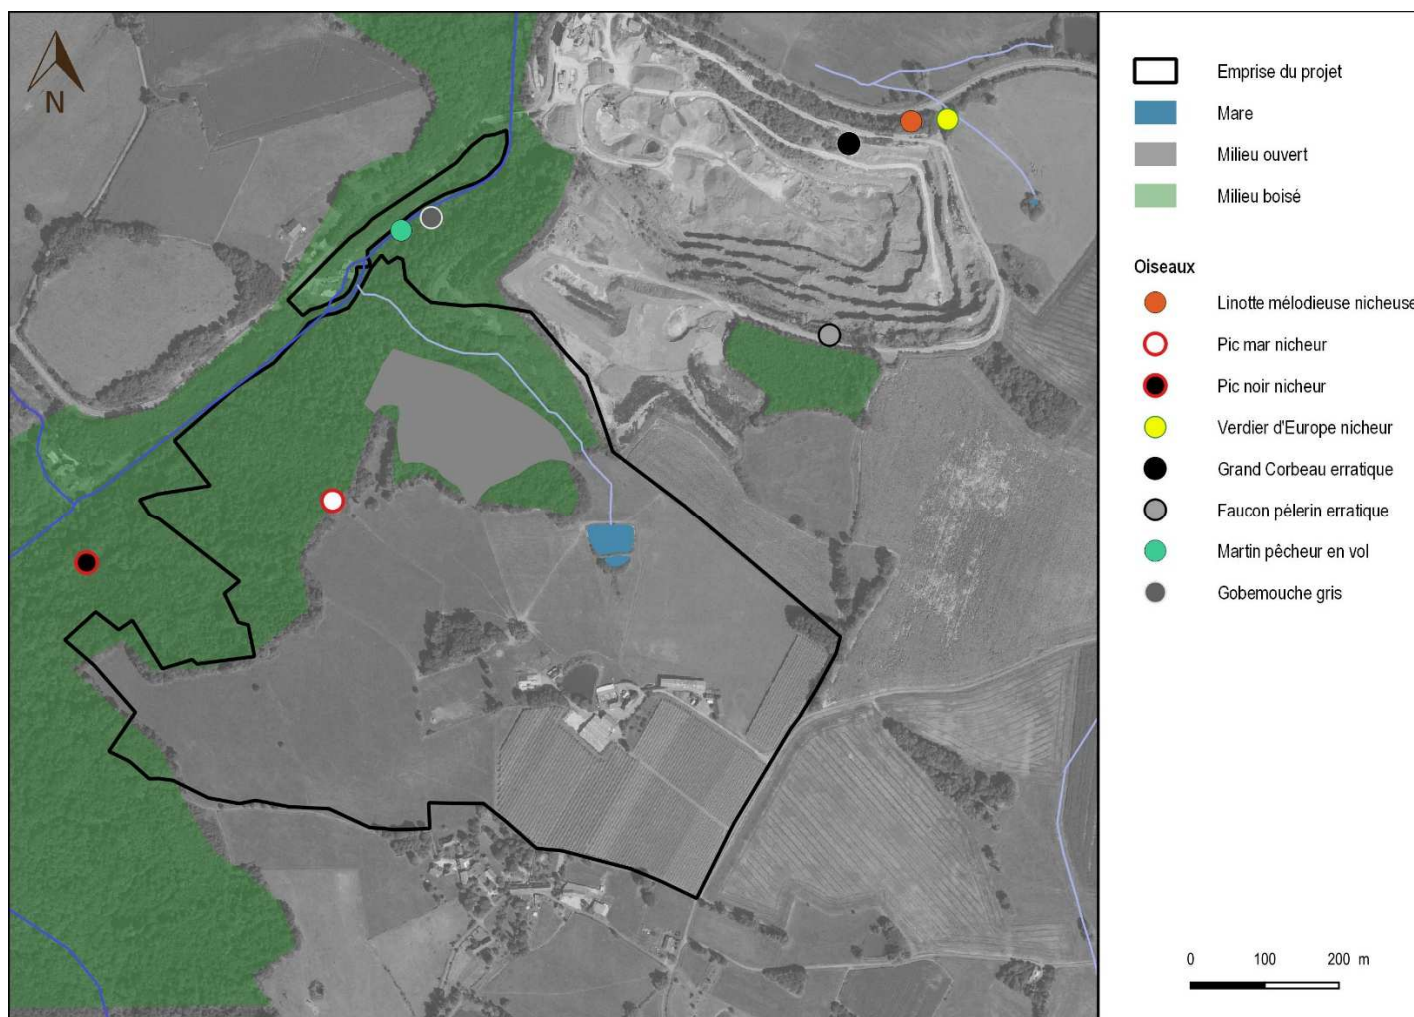 N
Emprise du projet
Mare
Milieu ouvert
Milieu boisé
Oiseaux
Linotte mélodieuse nicheuse
Pic mar nicheur
Pic noir nicheur
Verdier d'Europe nicheur
Grand Corbeau erratique
Faucon pélerin erratique
Martin pêcheur en vol
Gobemouche gris
0 100 200 m